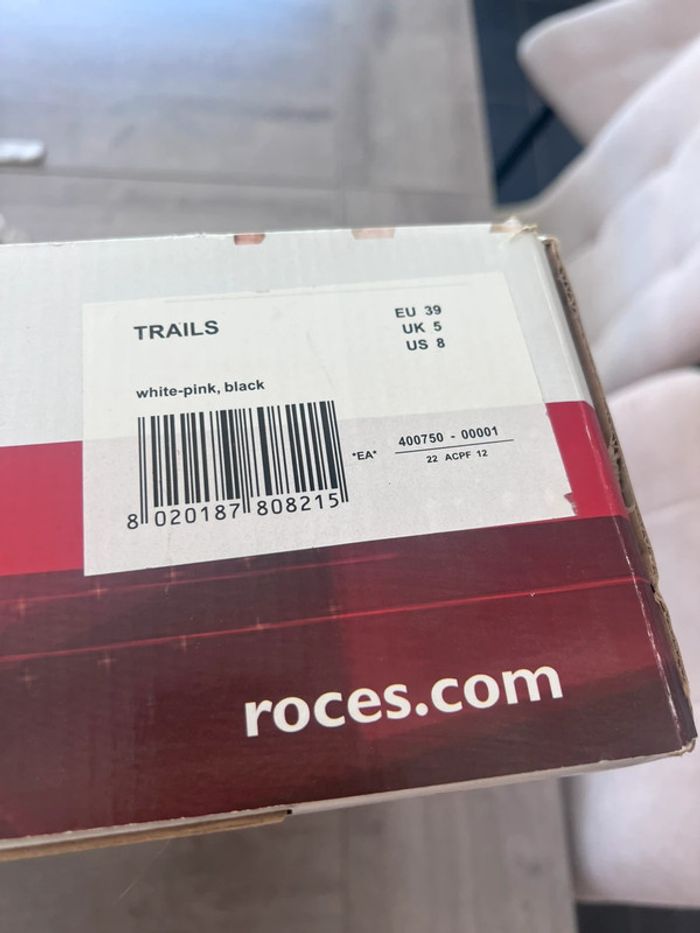 TRAILS
EU 39
UK 5
US 8
white-pink, black
*EA*
400750 - 00001
22 ACPF 12
8 020187 808215
roces.com